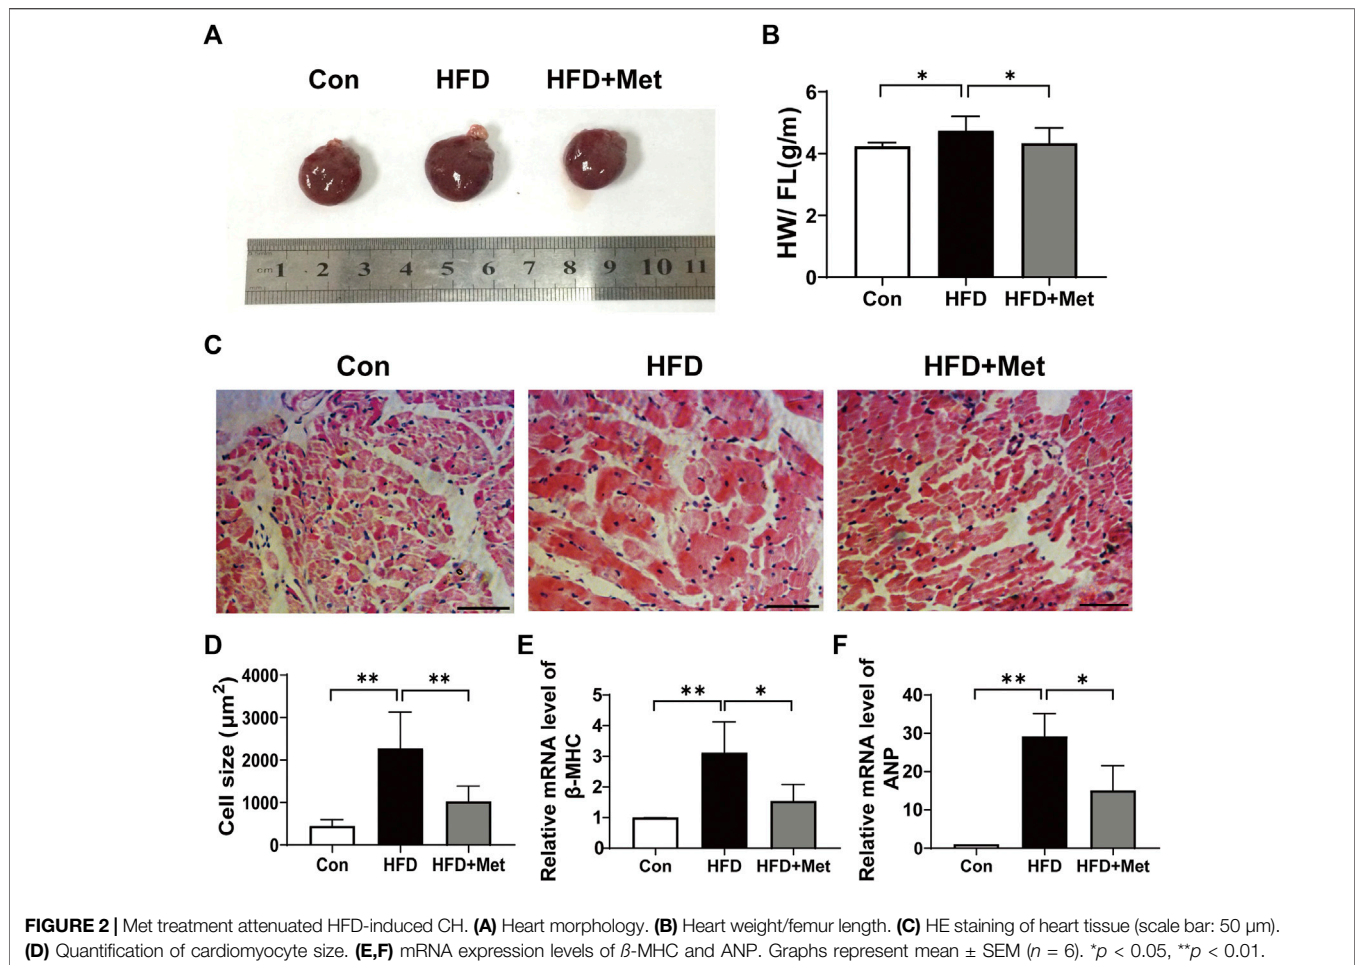 A
Con HFD HFD+Met
cm 1 2 3 4 5 6 7 8 9 10 11
B
* *
HW/ FL(g/m)
6
4
2
0
Con HFD HFD+Met
C
Con HFD HFD+Met
D
** **
Cell size (µm²)
4000
3000
2000
1000
0
Con HFD HFD+Met
E
** *
Relative mRNA level of
β-MHC
5
4
3
2
1
0
Con HFD HFD+Met
F
** *
Relative mRNA level of
ANP
40
30
20
10
0
Con HFD HFD+Met
FIGURE 2 | Met treatment attenuated HFD-induced CH. (A) Heart morphology. (B) Heart weight/femur length. (C) HE staining of heart tissue (scale bar: 50 µm).
(D) Quantification of cardiomyocyte size. (E,F) mRNA expression levels of β-MHC and ANP. Graphs represent mean ± SEM (n = 6). *p < 0.05, **p < 0.01.